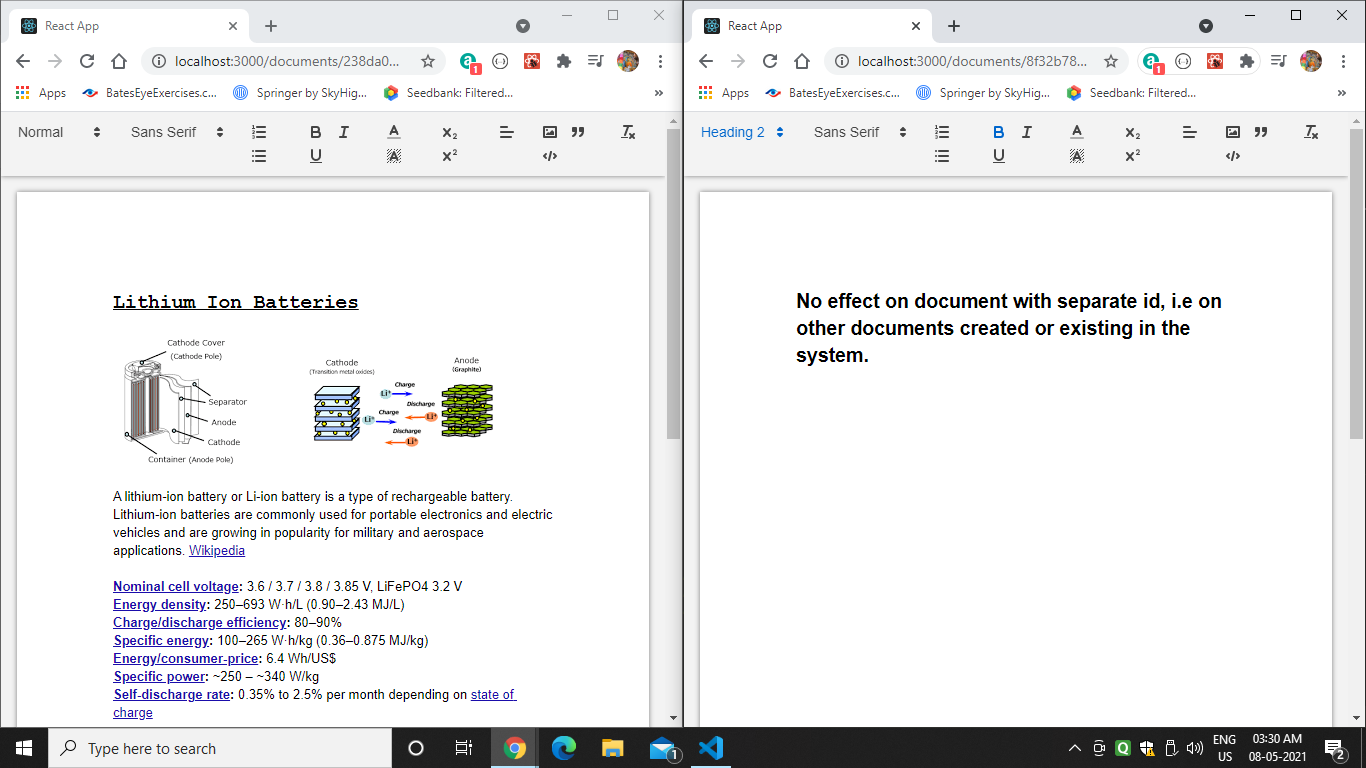 React App
localhost:3000/documents/238da0...
1
Apps
BatesEyeExercises.c...
Springer by SkyHig...
Seedbank: Filtered...
»
Normal
Sans Serif
B I A X₂
U A X²
Lithium Ion Batteries
Cathode Cover
(Cathode Pole)
Separator
Anode
Cathode
Container (Anode Pole)
Cathode
(Transition metal oxides)
Anode
(Graphite)
Charge
Li⁺
Discharge
Charge
Li⁺
Li⁺
Discharge
Li⁺
A lithium-ion battery or Li-ion battery is a type of rechargeable battery.
Lithium-ion batteries are commonly used for portable electronics and electric
vehicles and are growing in popularity for military and aerospace
applications. Wikipedia
Nominal cell voltage: 3.6 / 3.7 / 3.8 / 3.85 V, LiFePO4 3.2 V
Energy density: 250–693 W·h/L (0.90–2.43 MJ/L)
Charge/discharge efficiency: 80–90%
Specific energy: 100–265 W·h/kg (0.36–0.875 MJ/kg)
Energy/consumer-price: 6.4 Wh/US$
Specific power: ~250 – ~340 W/kg
Self-discharge rate: 0.35% to 2.5% per month depending on state of
charge
React App
localhost:3000/documents/8f32b78...
1
Apps
BatesEyeExercises.c...
Springer by SkyHig...
Seedbank: Filtered...
»
Heading 2
Sans Serif
B I A X₂
U A X²
No effect on document with separate id, i.e on
other documents created or existing in the
system.
Type here to search
1
ENG
US
03:30 AM
08-05-2021
2